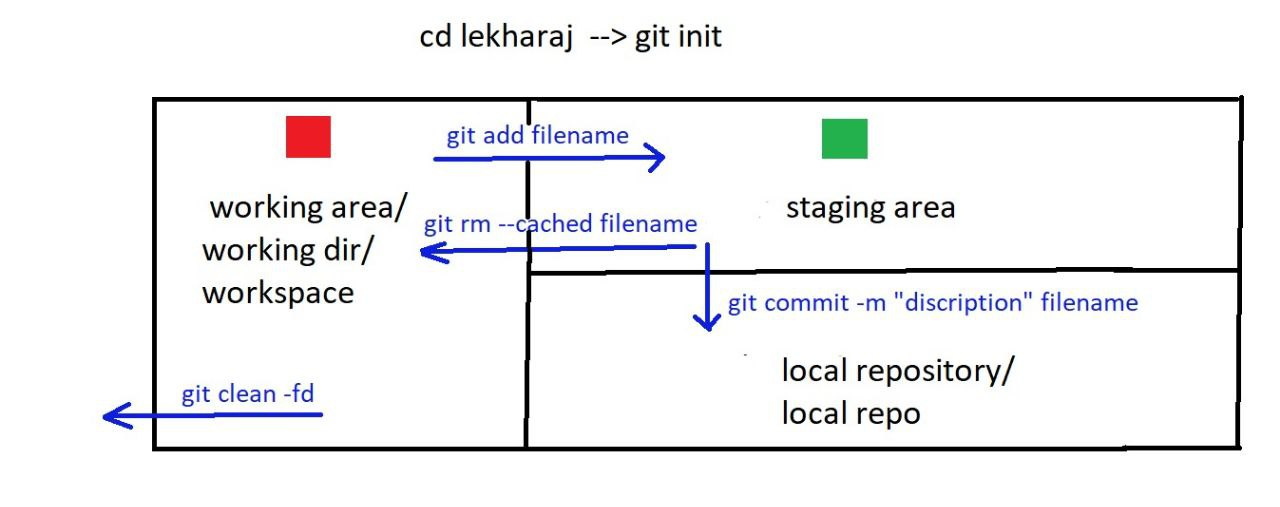 cd lekharaj --> git init
git add filename
working area/
working dir/
workspace
git rm --cached filename
staging area
git commit -m "discription" filename
local repository/
local repo
git clean -fd